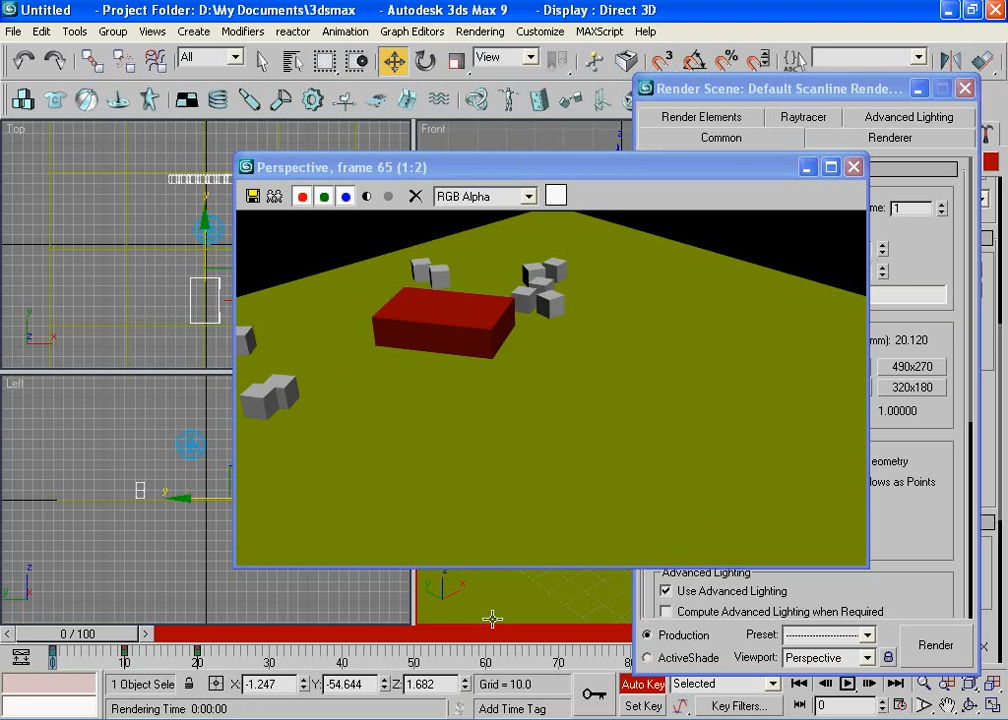 Untitled - Project Folder: D:\My Documents\3dsmax - Autodesk 3ds Max 9 - Display : Direct 3D
File Edit Tools Group Views Create Modifiers reactor Animation Graph Editors Rendering Customize MAXScript Help
All View
Top
Front
Render Scene: Default Scanline Rende...
Render Elements Raytracer Advanced Lighting
Common Renderer
Perspective, frame 65 (1:2)
me: 1
RGB Alpha
mm): 20.120
490x270
320x180
1.00000
Left
eometry
ows as Points
Advanced Lighting
Use Advanced Lighting
Compute Advanced Lighting when Required
0 / 100
Production Preset: Render
ActiveShade Viewport: Perspective
0 10 20 30 40 50 60 70
1 Object Sele X: -1.247 Y: -54.644 Z: 1.682 Grid = 10.0 Auto Key Selected
Rendering Time 0:00:00 Add Time Tag Set Key Key Filters... 0